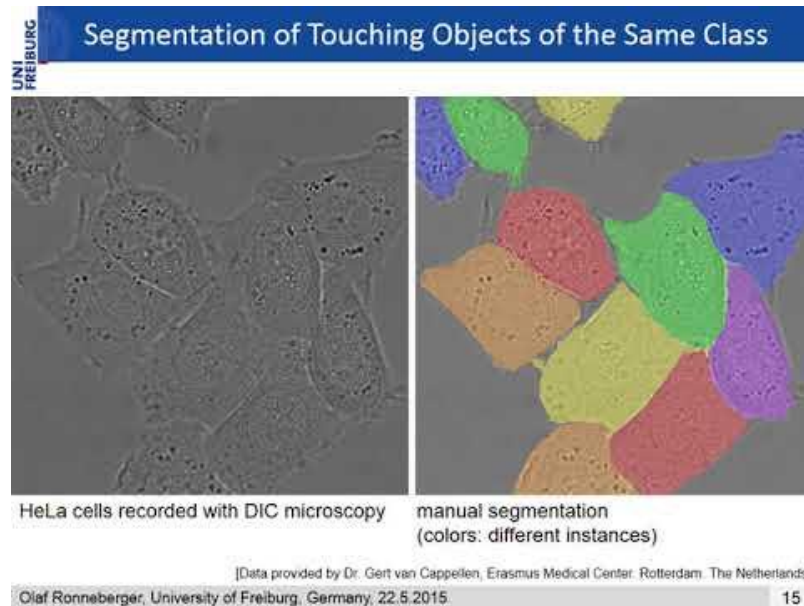 Segmentation of Touching Objects of the Same Class
UNI
FREIBURG
HeLa cells recorded with DIC microscopy
manual segmentation
(colors: different instances)
[Data provided by Dr. Gert van Cappellen, Erasmus Medical Center. Rotterdam. The Netherlands
Olaf Ronneberger, University of Freiburg, Germany, 22.5.2015
15